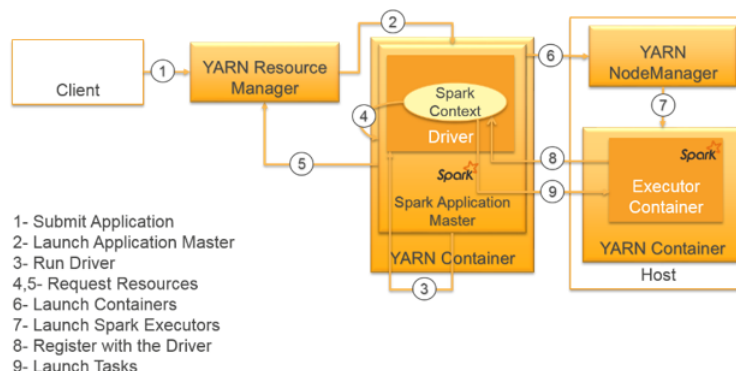 Client
1
YARN Resource
Manager
2
Spark
Context
Driver
4
5
Spark
Spark Application
Master
YARN Container
3
6
YARN
NodeManager
7
8
9
Spark
Executor
Container
YARN Container
Host
1- Submit Application
2- Launch Application Master
3- Run Driver
4,5- Request Resources
6- Launch Containers
7- Launch Spark Executors
8- Register with the Driver
9- Launch Tasks